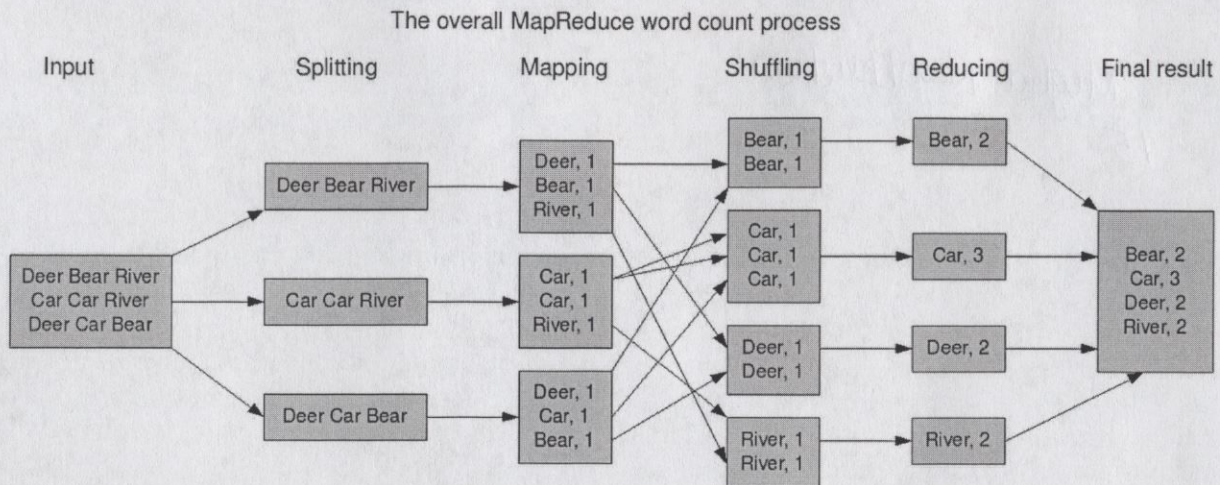 The overall MapReduce word count process
Input
Splitting
Mapping
Shuffling
Reducing
Final result
Deer Bear River
Car Car River
Deer Car Bear
Deer Bear River
Car Car River
Deer Car Bear
Deer, 1
Bear, 1
River, 1
Car, 1
Car, 1
River, 1
Deer, 1
Car, 1
Bear, 1
Bear, 1
Bear, 1
Car, 1
Car, 1
Car, 1
Deer, 1
Deer, 1
River, 1
River, 1
Bear, 2
Car, 3
Deer, 2
River, 2
Bear, 2
Car, 3
Deer, 2
River, 2